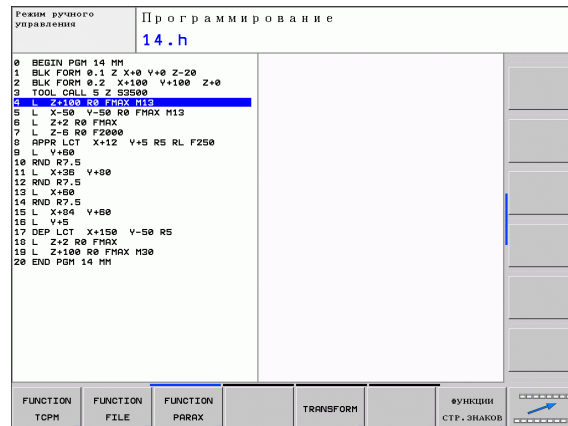 Режим ручного
управления
Программирование
14.h
0 BEGIN PGM 14 MM
1 BLK FORM 0.1 Z X+0 Y+0 Z-20
2 BLK FORM 0.2 X+100 Y+100 Z+0
3 TOOL CALL 5 Z S3500
4 L Z+100 R0 FMAX M13
5 L X-50 Y-50 R0 FMAX M13
6 L Z+2 R0 FMAX
7 L Z-6 R0 F2000
8 APPR LCT X+12 Y+5 R5 RL F250
9 L Y+60
10 RND R7.5
11 L X+36 Y+80
12 RND R7.5
13 L X+60
14 RND R7.5
15 L X+84 Y+60
16 L Y+5
17 DEP LCT X+150 Y-50 R5
18 L Z+2 R0 FMAX
19 L Z+100 R0 FMAX M30
20 END PGM 14 MM
FUNCTION
TCPM
FUNCTION
FILE
FUNCTION
PARAX
TRANSFORM
ФУНКЦИИ
СТР.ЗНАКОВ